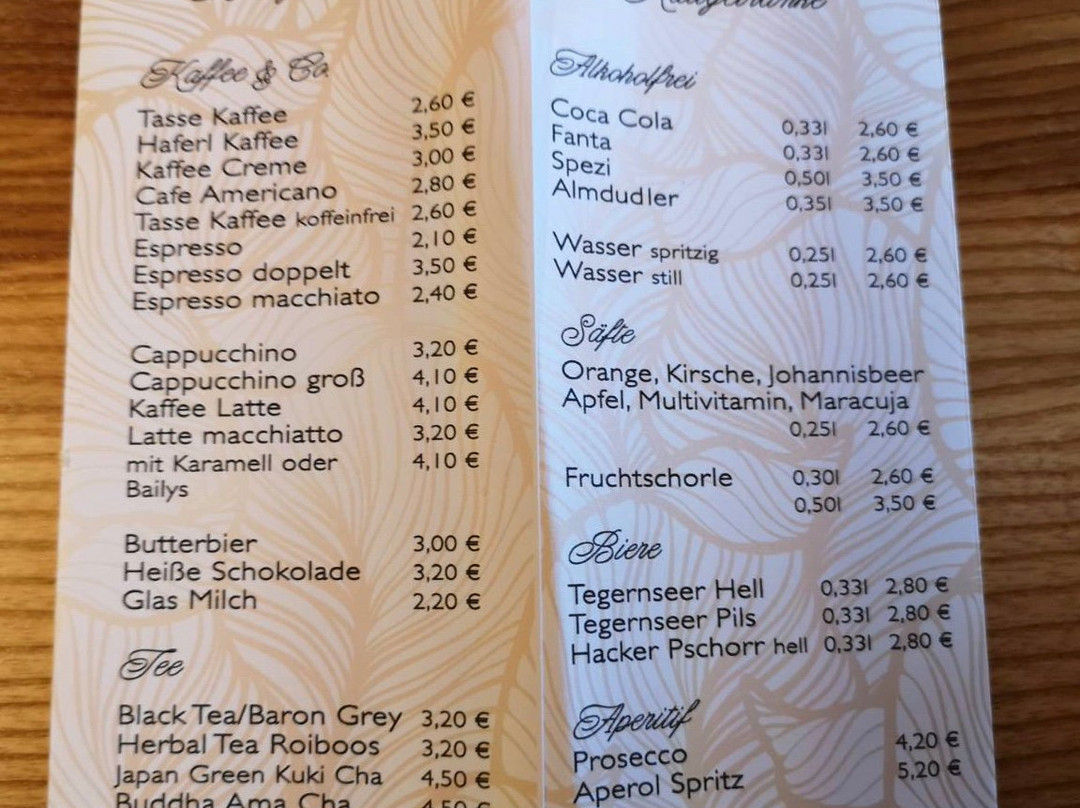 Kaffee & Co.
Tasse Kaffee 2,60 €
Haferl Kaffee 3,50 €
Kaffee Creme 3,00 €
Cafe Americano 2,80 €
Tasse Kaffee koffeinfrei 2,60 €
Espresso 2,10 €
Espresso doppelt 3,50 €
Espresso macchiato 2,40 €
Cappucchino 3,20 €
Cappucchino groß 4,10 €
Kaffee Latte 4,10 €
Latte macchiatto 3,20 €
mit Karamell oder 4,10 €
Bailys
Butterbier 3,00 €
Heiße Schokolade 3,20 €
Glas Milch 2,20 €
Tee
Black Tea/Baron Grey 3,20 €
Herbal Tea Roiboos 3,20 €
Japan Green Kuki Cha 4,50 €
Buddha Ama Cha 4,50 €
Alkoholfrei
Coca Cola 0,33l 2,60 €
Fanta 0,33l 2,60 €
Spezi 0,50l 3,50 €
Almdudler 0,35l 3,50 €
Wasser spritzig 0,25l 2,60 €
Wasser still 0,25l 2,60 €
Säfte
Orange, Kirsche, Johannisbeer
Apfel, Multivitamin, Maracuja
0,25l 2,60 €
Fruchtschorle 0,30l 2,60 €
0,50l 3,50 €
Biere
Tegernseer Hell 0,33l 2,80 €
Tegernseer Pils 0,33l 2,80 €
Hacker Pschorr hell 0,33l 2,80 €
Aperitif
Prosecco 4,20 €
Aperol Spritz 5,20 €